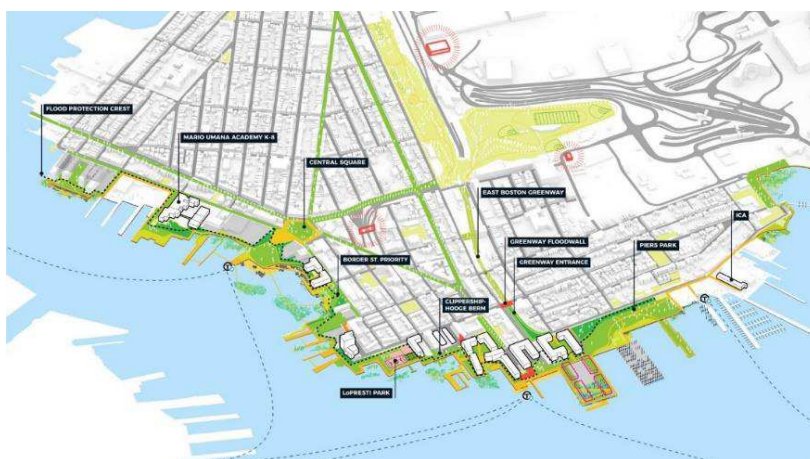 FLOOD PROTECTION CREST
MARIO UMANA ACADEMY K-8
CENTRAL SQUARE
EAST BOSTON GREENWAY
GREENWAY FLOODWALL
ICA
GREENWAY ENTRANCE
PIERS PARK
BORDER ST. PRIORITY
CLIPPERSHIP-
HODGE BERM
LoPRESTI PARK